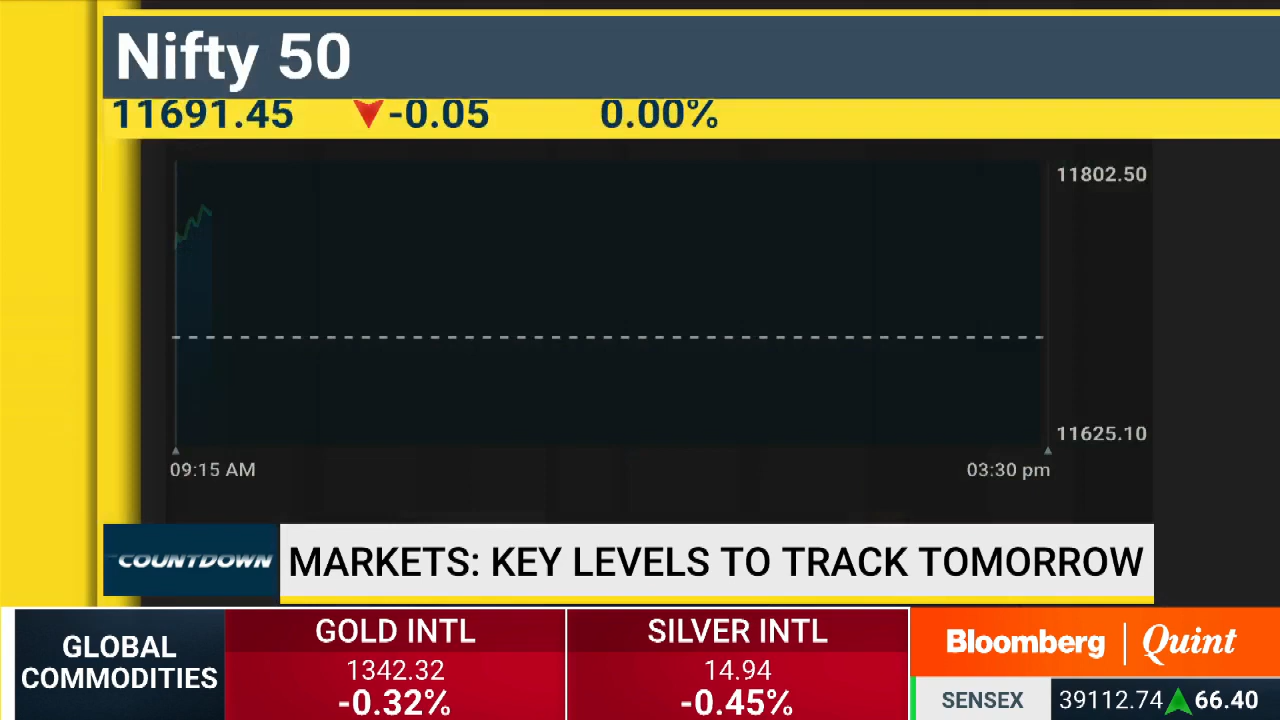 Nifty 50
11691.45 -0.05 0.00%
11802.50
11625.10
09:15 AM 03:30 pm
COUNTDOWN MARKETS: KEY LEVELS TO TRACK TOMORROW
GLOBAL COMMODITIES
GOLD INTL
1342.32
-0.32%
SILVER INTL
14.94
-0.45%
Bloomberg | Quint
SENSEX 39112.74 66.40